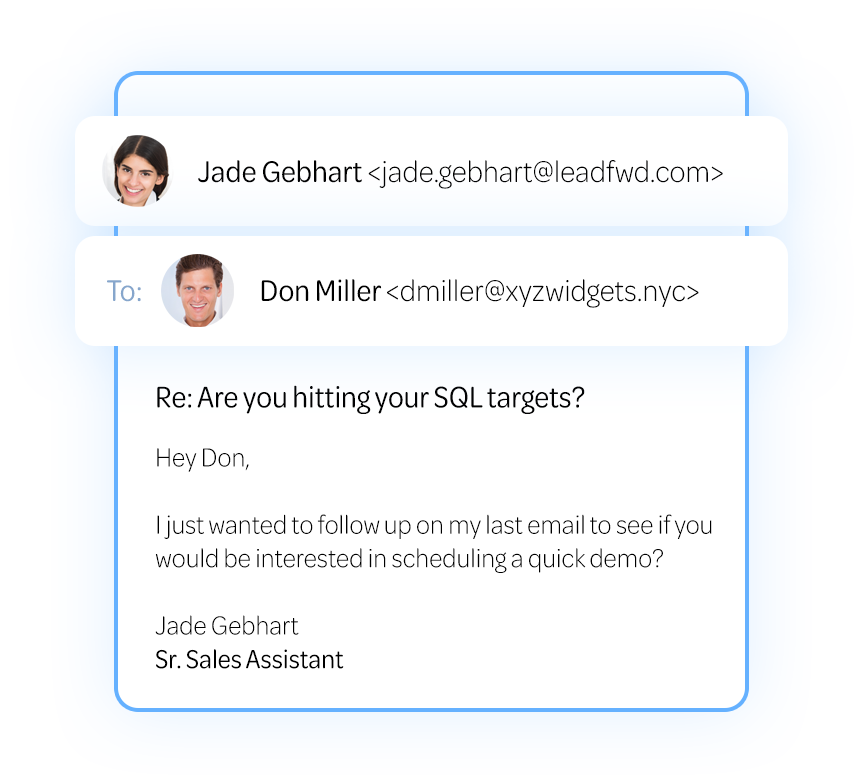 Jade Gebhart <jade.gebhart@leadfwd.com>
To: Don Miller <dmiller@xyzwidgets.nyc>
Re: Are you hitting your SQL targets?
Hey Don,
I just wanted to follow up on my last email to see if you
would be interested in scheduling a quick demo?
Jade Gebhart
Sr. Sales Assistant